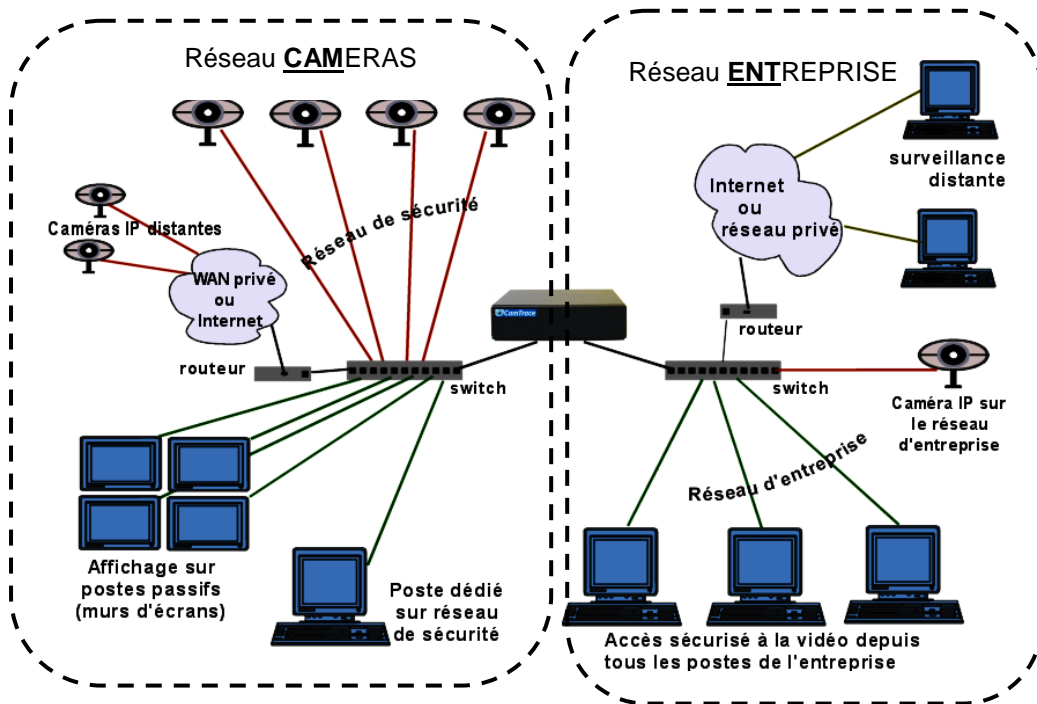 Réseau CAMERAS
Réseau ENTREPRISE
Réseau de sécurité
Caméras IP distantes
WAN privé
ou
Internet
routeur
switch
CamTrace
Internet
ou
réseau privé
surveillance
distante
routeur
switch
Caméra IP sur
le réseau
d'entreprise
Réseau d'entreprise
Affichage sur
postes passifs
(murs d'écrans)
Poste dédié
sur réseau
de sécurité
Accès sécurisé à la vidéo depuis
tous les postes de l'entreprise